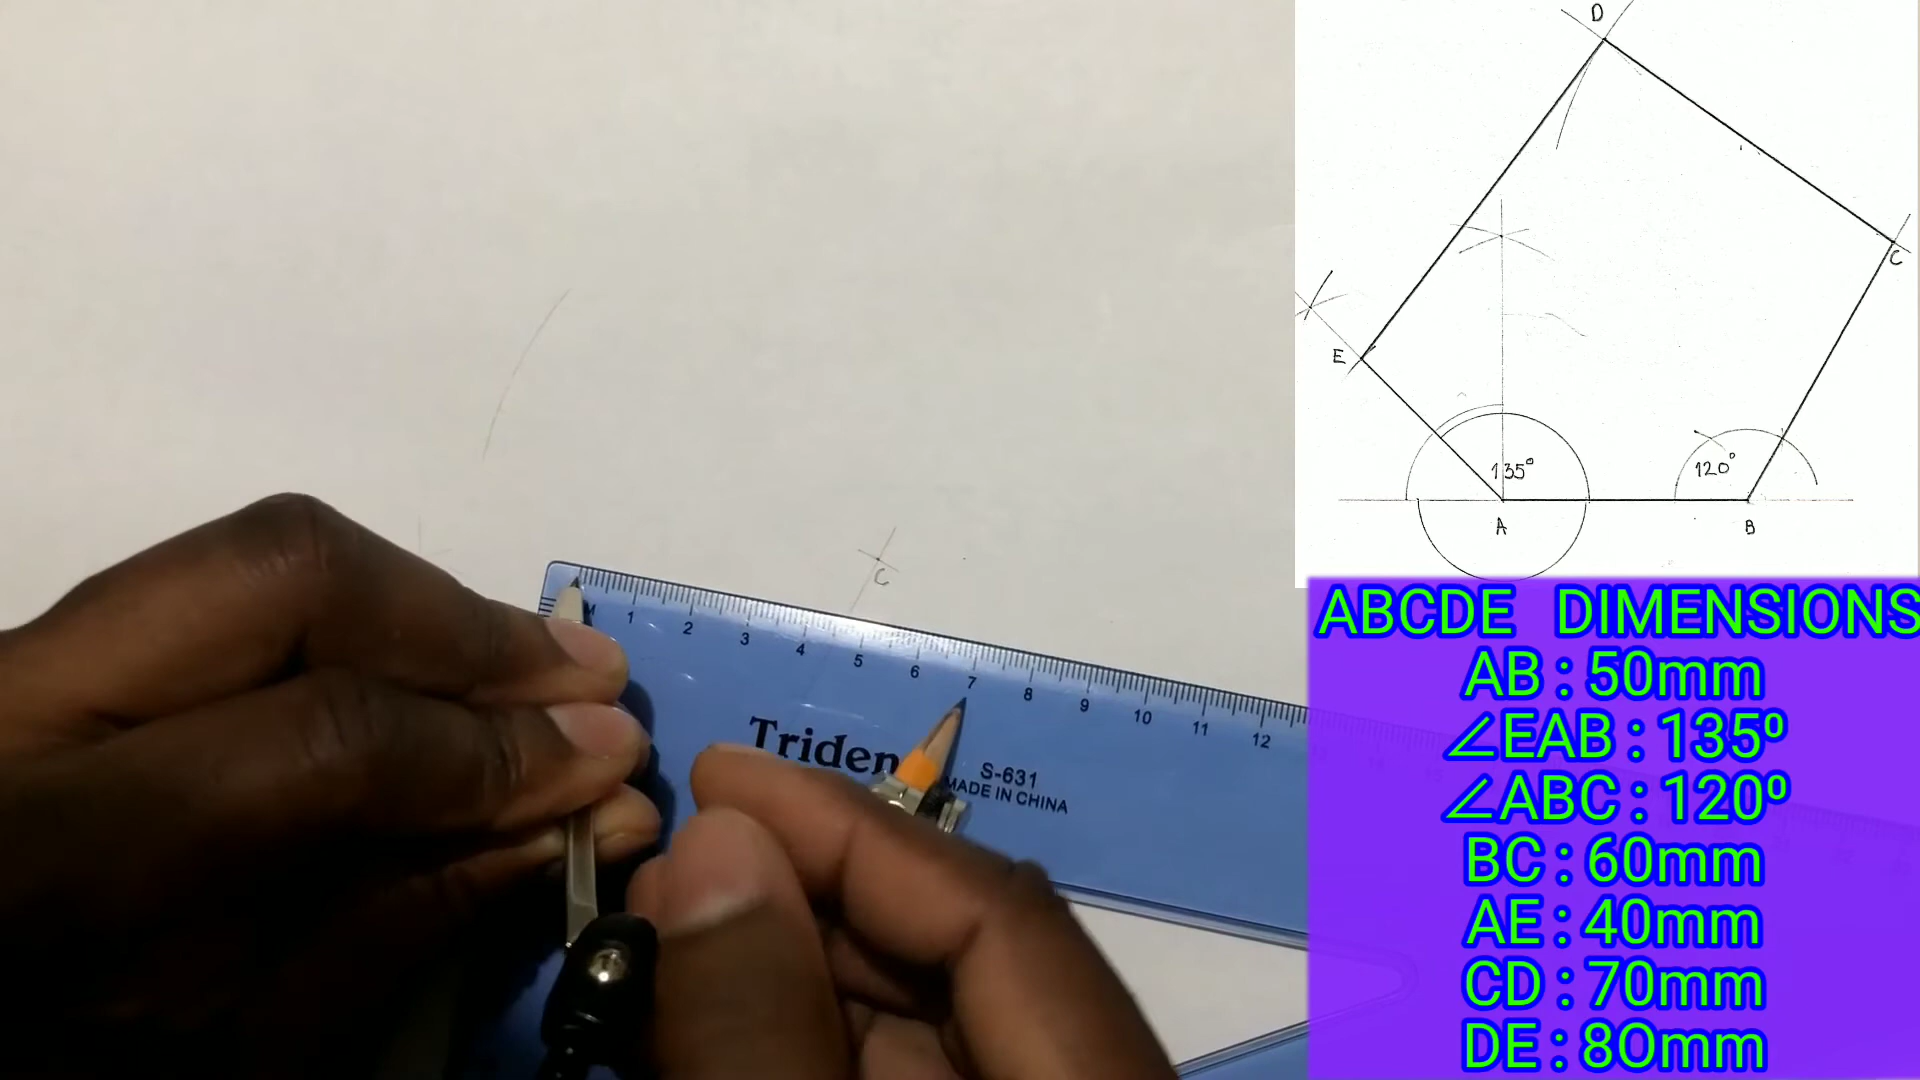 D
C
E
135°
120°
A
B
C
M 1 2 3 4 5 6 7 8 9 10 11 12
Triden
S-631
MADE IN CHINA
ABCDE DIMENSIONS
AB : 50mm
∠EAB : 135º
∠ABC : 120º
BC : 60mm
AE : 40mm
CD : 70mm
DE : 80mm